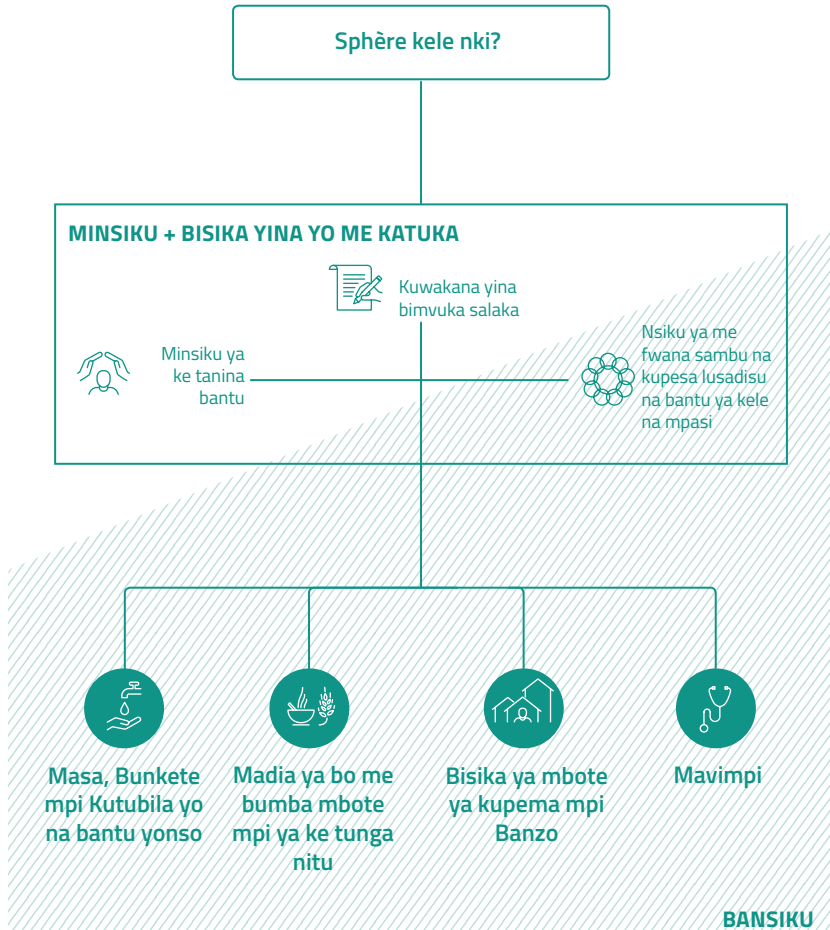 Sphère kele nki?
MINSIKU + BISIKA YINA YO ME KATUKA
Kuwakana yina
bimvuka salaka
Minsiku ya
ke tanina
bantu
Nsiku ya me
fwana sambu na
kupesa lusadisu
na bantu ya kele
na mpasi
Masa, Bunkete
mpi Kutubila yo
na bantu yonso
Madia ya bo me
bumba mbote
mpi ya ke tunga
nitu
Bisika ya mbote
ya kupema mpi
Banzo
Mavimpi
BANSIKU